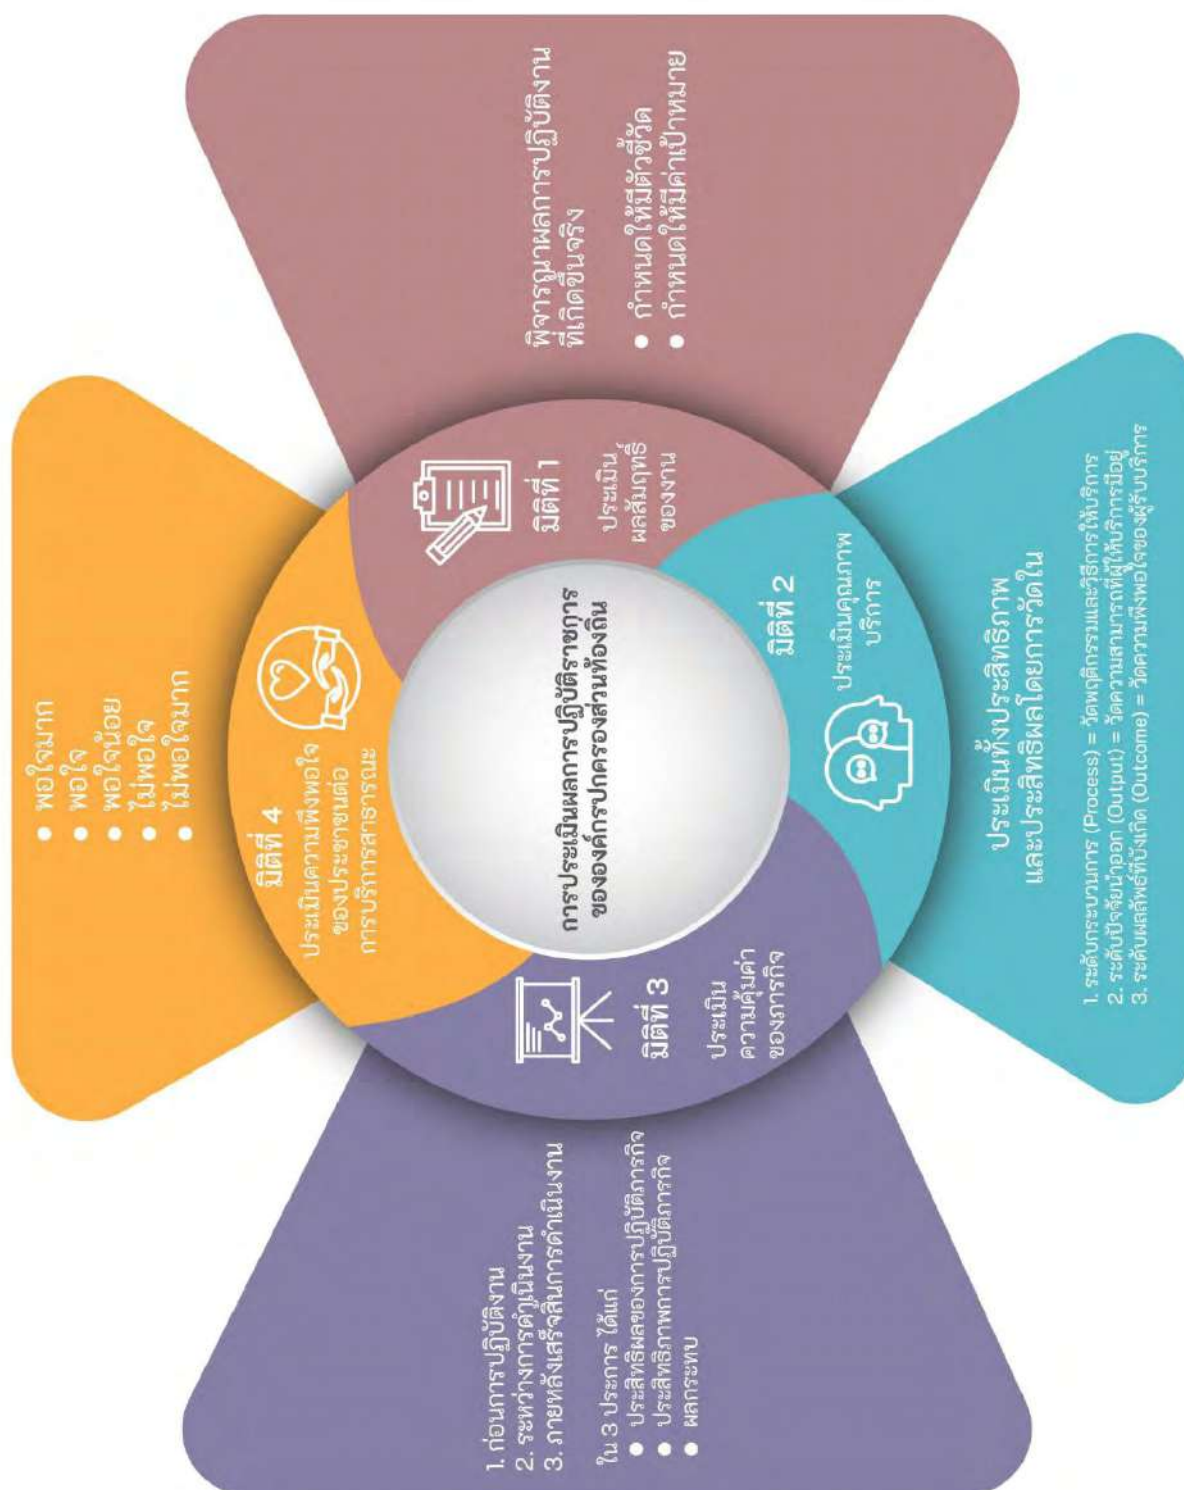 การประเมินผลการปฏิบัติราชการ
ขององค์กรปกครองส่วนท้องถิ่น
มิติที่ 1
ประเมิน
ผลสัมฤทธิ์
ของงาน
พิจารณาผลการปฏิบัติงาน
ที่เกิดขึ้นจริง
● กำหนดให้มีตัวชี้วัด
● กำหนดให้มีค่าเป้าหมาย
มิติที่ 2
ประเมินคุณภาพ
บริการ
ประเมินทั้งประสิทธิภาพ
และประสิทธิผลโดยการวัดใน
1. ระดับกระบวนการ (Process) = วัดพฤติกรรมและวิธีการให้บริการ
2. ระดับปัจจัยนำออก (Output) = วัดความสามารถที่ผู้ให้บริการมีอยู่
3. ระดับผลลัพธ์ที่บังเกิด (Outcome) = วัดความพึงพอใจของผู้รับบริการ
มิติที่ 3
ประเมิน
ความคุ้มค่า
ของภารกิจ
1. ก่อนการปฏิบัติงาน
2. ระหว่างการดำเนินงาน
3. ภายหลังเสร็จสิ้นการดำเนินงาน
ใน 3 ประการ ได้แก่
● ประสิทธิผลของการปฏิบัติภารกิจ
● ประสิทธิภาพการปฏิบัติภารกิจ
● ผลกระทบ
มิติที่ 4
ประเมินความพึงพอใจ
ของประชาชนต่อ
การบริการสาธารณะ
● พอใจมาก
● พอใจ
● พอใจน้อย
● ไม่พอใจ
● ไม่พอใจมาก